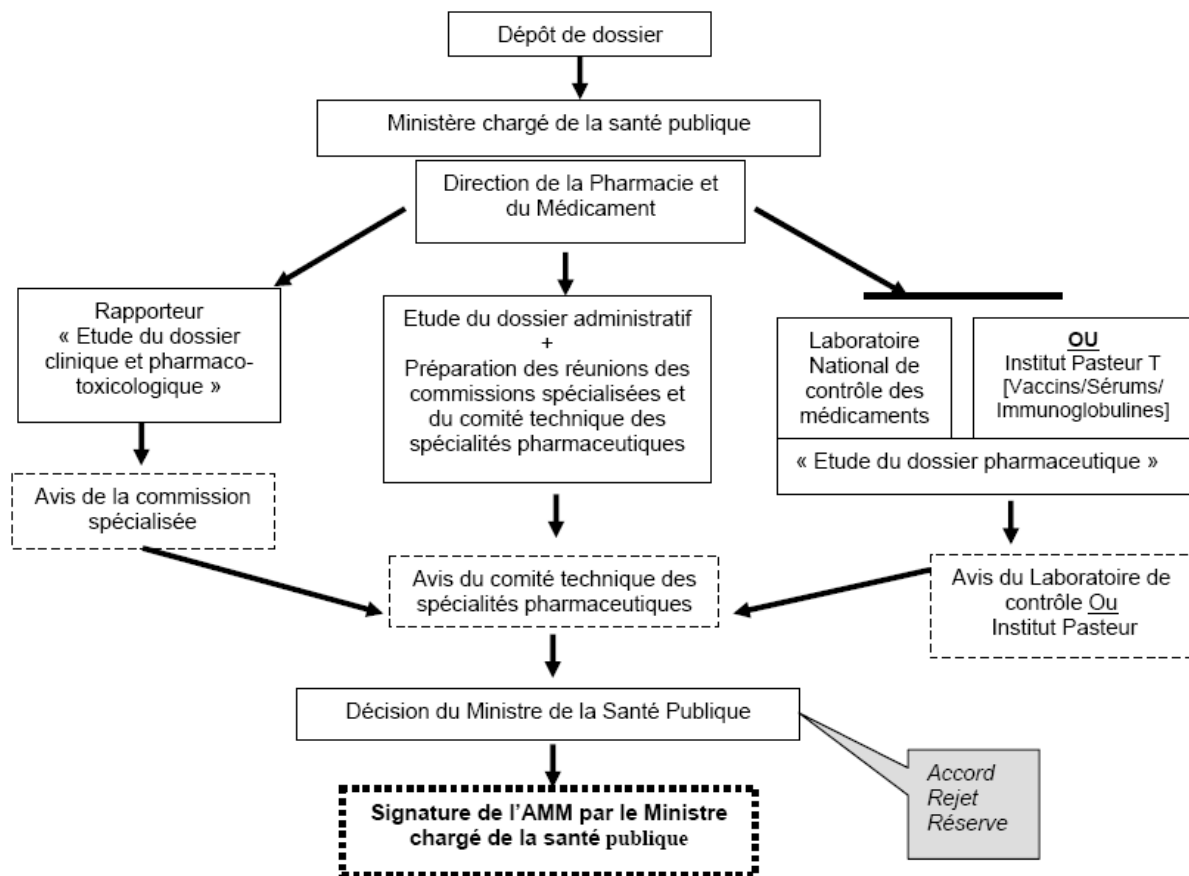 Dépôt de dossier
Ministère chargé de la santé publique
Direction de la Pharmacie et
du Médicament
Rapporteur
« Etude du dossier
clinique et pharmaco-
toxicologique »
Etude du dossier administratif
+
Préparation des réunions des
commissions spécialisées et
du comité technique des
spécialités pharmaceutiques
Laboratoire
National de
contrôle des
médicaments
OU
Institut Pasteur T
[Vaccins/Sérums/
Immunoglobulines]
« Etude du dossier pharmaceutique »
Avis de la commission
spécialisée
Avis du comité technique des
spécialités pharmaceutiques
Avis du Laboratoire de
contrôle Ou
Institut Pasteur
Décision du Ministre de la Santé Publique
Accord
Rejet
Réserve
Signature de l'AMM par le Ministre
chargé de la santé publique